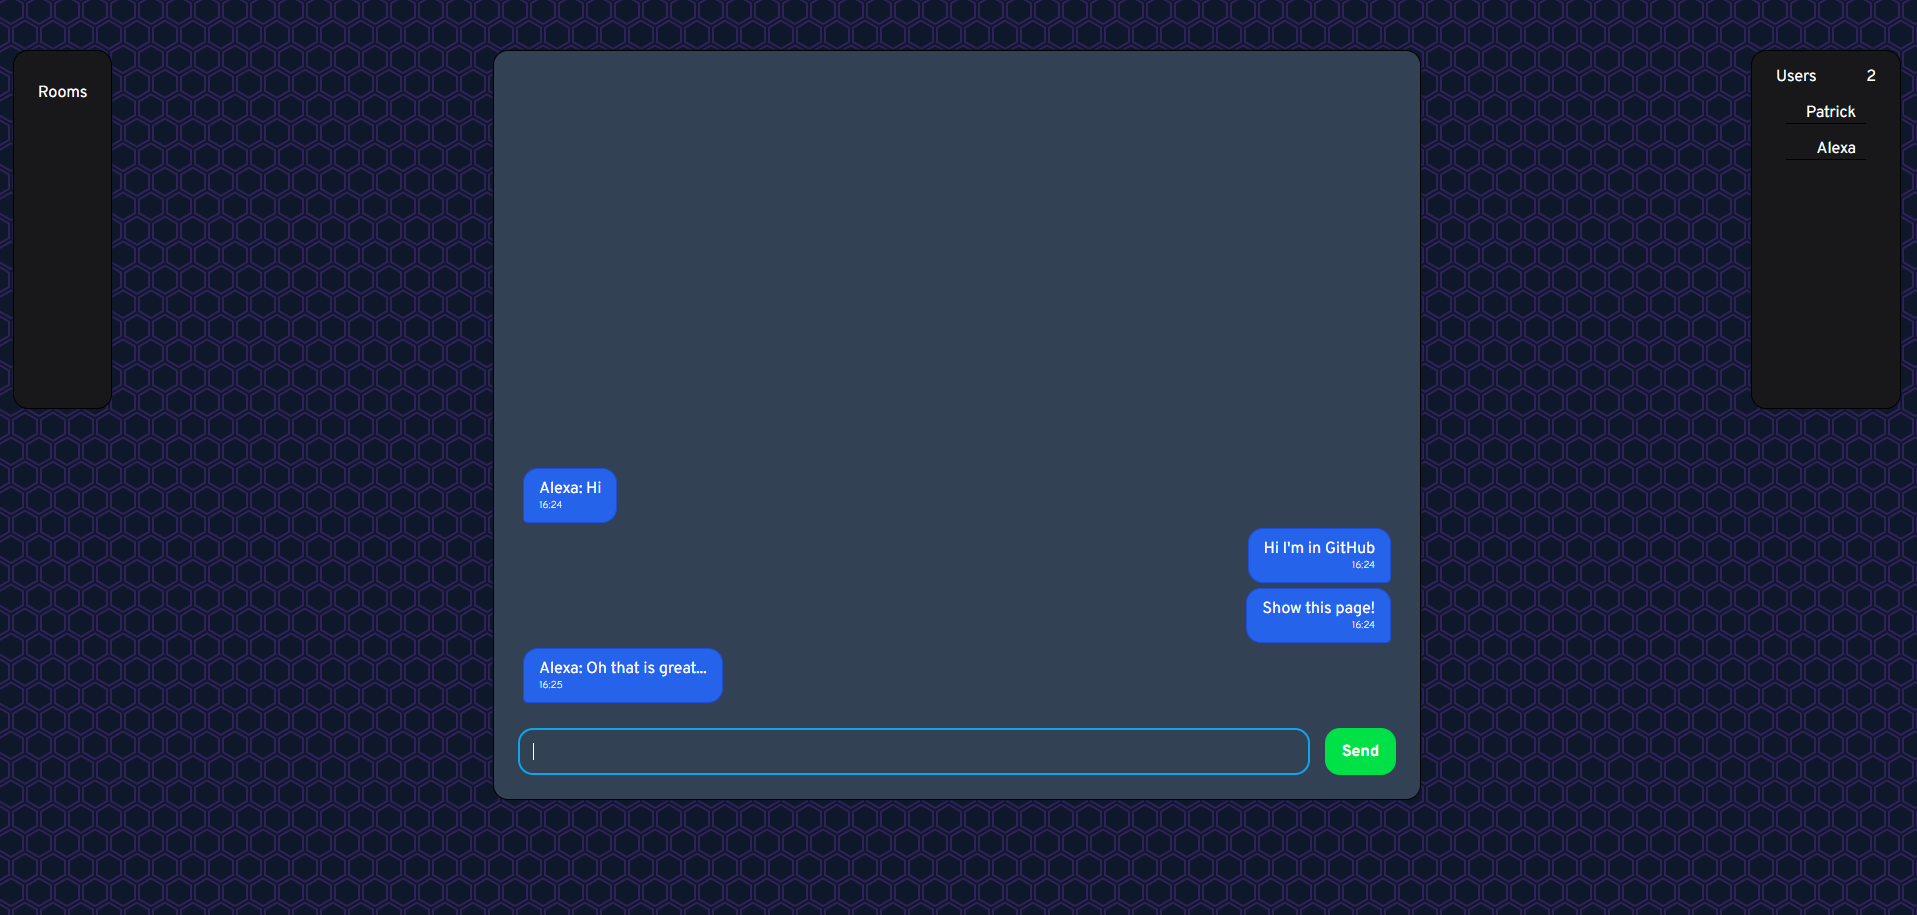 Rooms
Users 2
Patrick
Alexa
Alexa: Hi
16:24
Hi I'm in GitHub
16:24
Show this page!
16:24
Alexa: Oh that is great...
16:25
Send